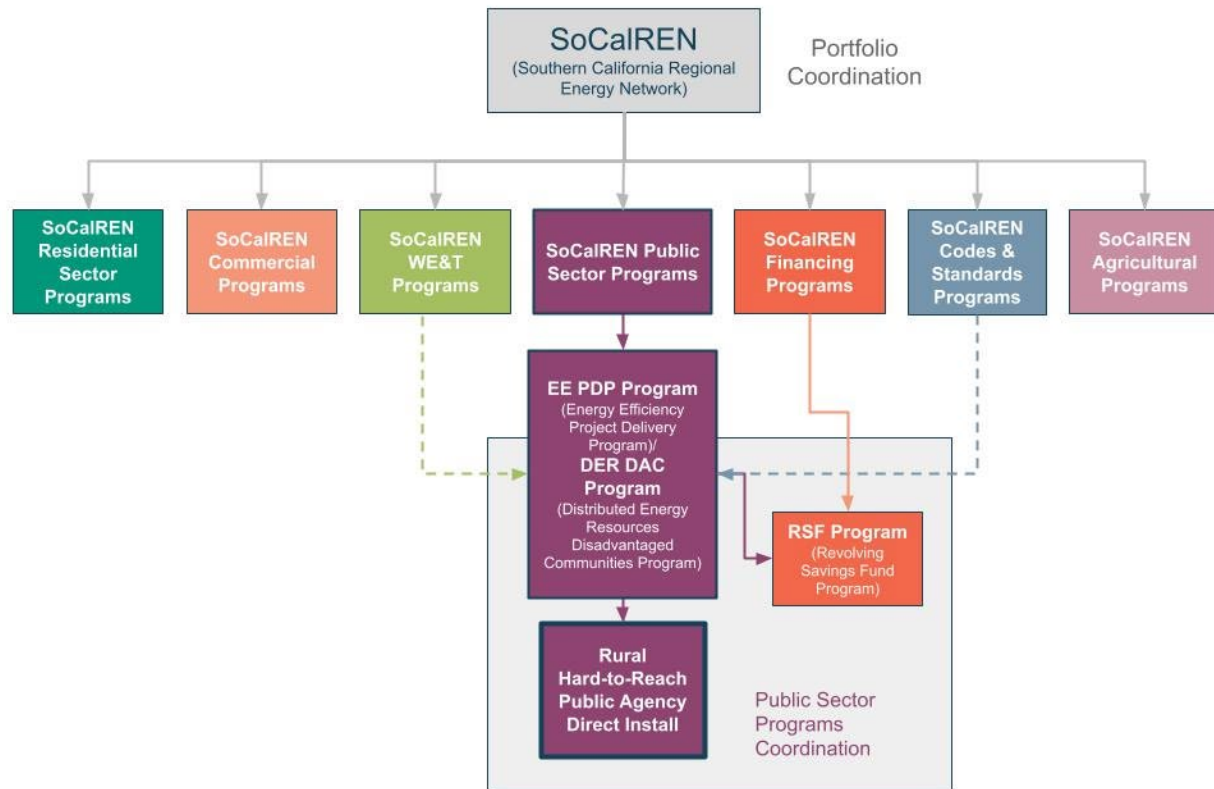 SoCalREN
(Southern California Regional
Energy Network)
Portfolio
Coordination
SoCalREN
Residential
Sector
Programs
SoCalREN
Commercial
Programs
SoCalREN
WE&T
Programs
SoCalREN Public
Sector Programs
SoCalREN
Financing
Programs
SoCalREN
Codes &
Standards
Programs
SoCalREN
Agricultural
Programs
EE PDP Program
(Energy Efficiency
Project Delivery
Program)/
DER DAC
Program
(Distributed Energy
Resources
Disadvantaged
Communities Program)
RSF Program
(Revolving
Savings Fund
Program)
Rural
Hard-to-Reach
Public Agency
Direct Install
Public Sector
Programs
Coordination